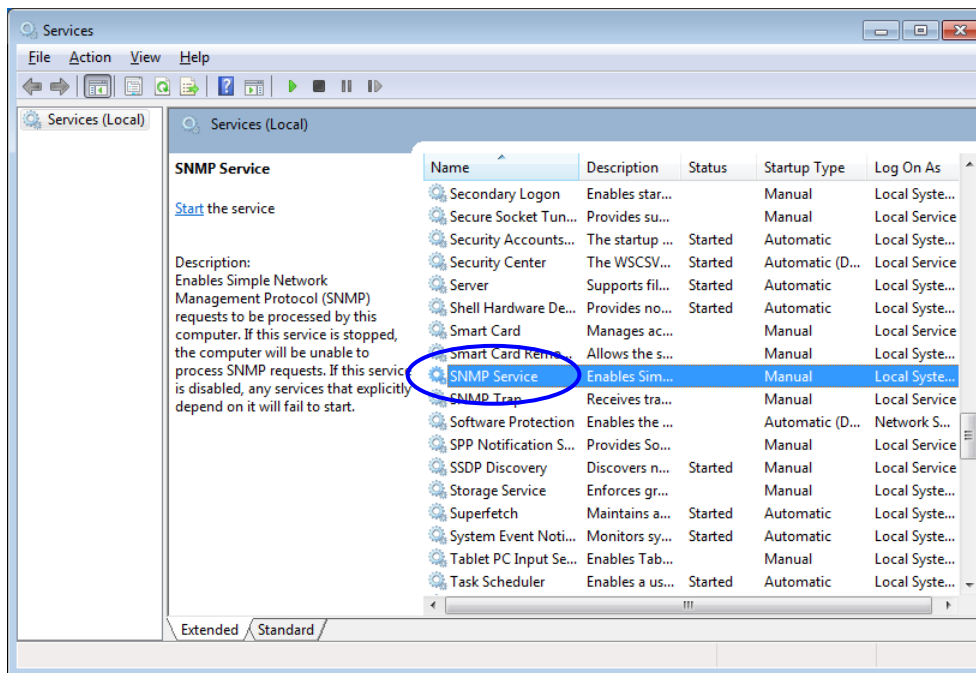 Services
File Action View Help
Services (Local)
Services (Local)
SNMP Service
Start the service
Description:
Enables Simple Network
Management Protocol (SNMP)
requests to be processed by this
computer. If this service is stopped,
the computer will be unable to
process SNMP requests. If this service
is disabled, any services that explicitly
depend on it will fail to start.
Name Description Status Startup Type Log On As
Secondary Logon Enables star... Manual Local Syste...
Secure Socket Tun... Provides su... Manual Local Service
Security Accounts... The startup ... Started Automatic Local Syste...
Security Center The WSCSV... Started Automatic (D... Local Service
Server Supports fil... Started Automatic Local Syste...
Shell Hardware De... Provides no... Started Automatic Local Syste...
Smart Card Manages ac... Manual Local Service
Smart Card Remo... Allows the s... Manual Local Syste...
SNMP Service Enables Sim... Manual Local Syste...
SNMP Trap Receives tra... Manual Local Service
Software Protection Enables the ... Automatic (D... Network S...
SPP Notification S... Provides So... Manual Local Service
SSDP Discovery Discovers n... Started Manual Local Service
Storage Service Enforces gr... Manual Local Syste...
Superfetch Maintains a... Started Automatic Local Syste...
System Event Noti... Monitors sy... Started Automatic Local Syste...
Tablet PC Input Se... Enables Tab... Manual Local Syste...
Task Scheduler Enables a us... Started Automatic Local Syste...
Extended Standard